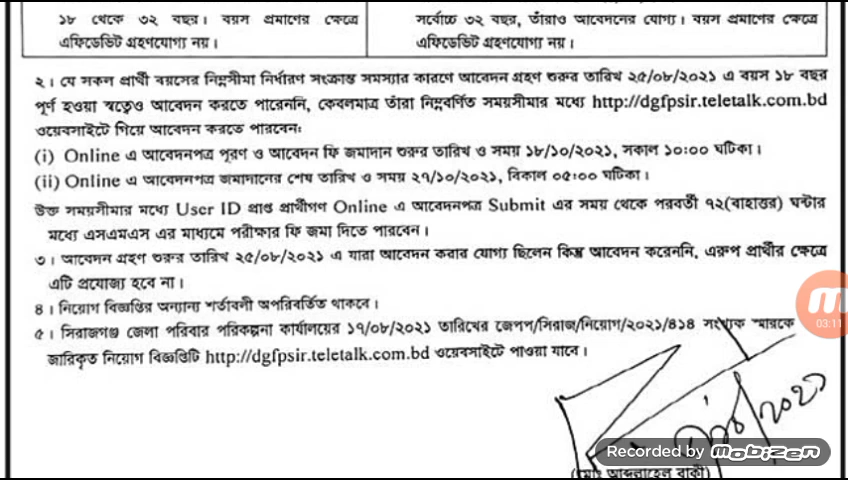 ১৮ থেকে ৩২ বছর। বয়স প্রমাণের ক্ষেত্রে
এফিডেভিট গ্রহণযোগ্য নয়।
সর্বোচ্চ ৩২ বছর, তাঁরাও আবেদনের যোগ্য। বয়স প্রমাণের ক্ষেত্রে
এফিডেভিট গ্রহণযোগ্য নয়।
২। যে সকল প্রার্থী বয়সের নিম্নসীমা নির্ধারণ সংক্রান্ত সমস্যার কারণে আবেদন গ্রহণ শুরুর তারিখ ২৫/০৮/২০২১ এ বয়স ১৮ বছর
পূর্ণ হওয়া স্বত্বেও আবেদন করতে পারেননি, কেবলমাত্র তাঁরা নিম্নবর্ণিত সময়সীমার মধ্যে http://dgfpsir.teletalk.com.bd
ওয়েবসাইটে গিয়ে আবেদন করতে পারবেন:
(i) Online এ আবেদনপত্র পূরণ ও আবেদন ফি জমাদান শুরুর তারিখ ও সময় ১৮/১০/২০২১, সকাল ১০:০০ ঘটিকা।
(ii) Online এ আবেদনপত্র জমাদানের শেষ তারিখ ও সময় ২৭/১০/২০২১, বিকাল ০৫:০০ ঘটিকা।
উক্ত সময়সীমার মধ্যে User ID প্রাপ্ত প্রার্থীগণ Online এ আবেদনপত্র Submit এর সময় থেকে পরবর্তী ৭২(বাহাত্তর) ঘন্টার
মধ্যে এসএমএস এর মাধ্যমে পরীক্ষার ফি জমা দিতে পারবেন।
৩। আবেদন গ্রহণ শুরুর তারিখ ২৫/০৮/২০২১ এ যারা আবেদন করার যোগ্য ছিলেন কিন্তু আবেদন করেননি, এরুপ প্রার্থীর ক্ষেত্রে
এটি প্রযোজ্য হবে না।
৪। নিয়োগ বিজ্ঞপ্তির অন্যান্য শর্তাবলী অপরিবর্তিত থাকবে।
৫। সিরাজগঞ্জ জেলা পরিবার পরিকল্পনা কার্যালয়ের ১৭/০৮/২০২১ তারিখের জেপপ/সিরাজ/নিয়োগ/২০২১/৪১৪ সংখ্যক স্মারকে
জারিকৃত নিয়োগ বিজ্ঞপ্তিটি http://dgfpsir.teletalk.com.bd ওয়েবসাইটে পাওয়া যাবে।
03:11
Recorded by Mobizen